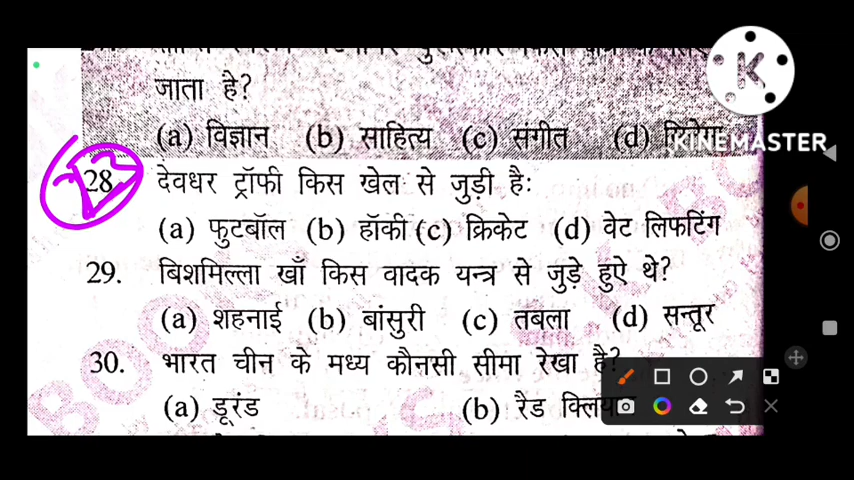 जाता है?
(a) विज्ञान (b) साहित्य (c) संगीत (d)
K
KINEMASTER
28 देवधर ट्रॉफी किस खेल से जुड़ी हैः
(a) फुटबॉल (b) हॉकी (c) क्रिकेट (d) वेट लिफटिंग
29. बिशमिल्ला खाँ किस वादक यन्त्र से जुड़े हुऐ थे?
(a) शहनाई (b) बांसुरी (c) तबला (d) सन्तूर
30. भारत चीन के मध्य कौनसी सीमा रेखा है?
(a) डूरंड (b) रैड